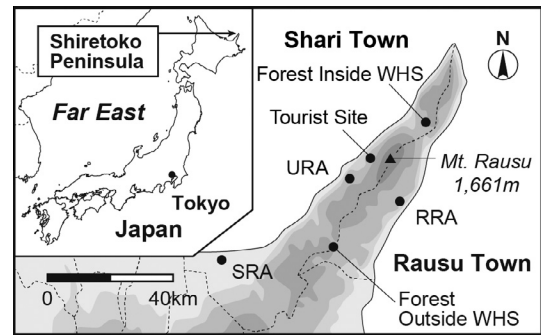 Shiretoko
Peninsula
Far East
Tokyo
Japan
0
40km
Shari Town
N
Forest Inside WHS
Tourist Site
URA
Mt. Rausu
1,661m
RRA
SRA
Rausu Town
Forest
Outside WHS